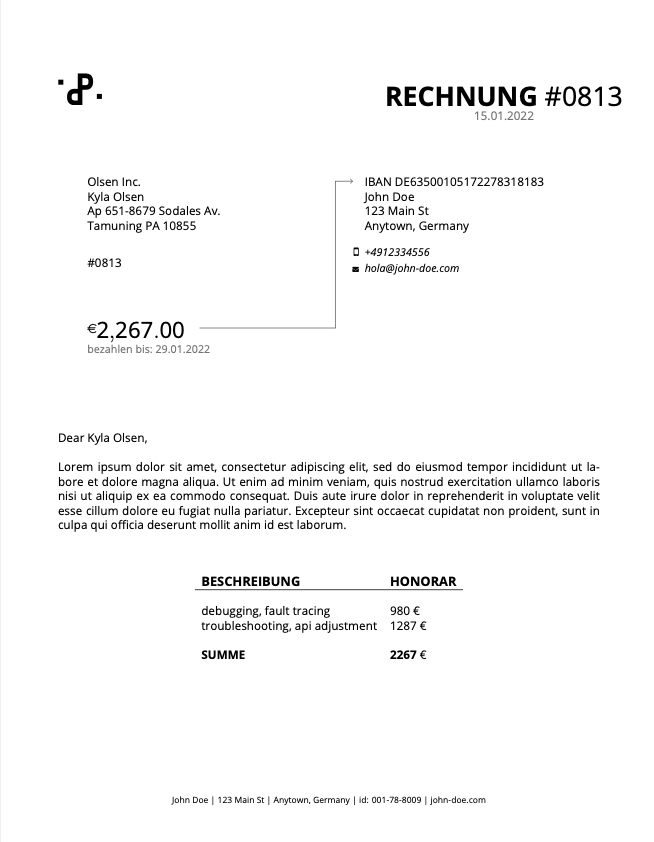 RECHNUNG #0813
15.01.2022
Olsen Inc.
Kyla Olsen
Ap 651-8679 Sodales Av.
Tamuning PA 10855
#0813
IBAN DE63500105172278318183
John Doe
123 Main St
Anytown, Germany
+4912334556
hola@john-doe.com
€2,267.00
bezahlen bis: 29.01.2022
Dear Kyla Olsen,
Lorem ipsum dolor sit amet, consectetur adipiscing elit, sed do eiusmod tempor incididunt ut la-
bore et dolore magna aliqua. Ut enim ad minim veniam, quis nostrud exercitation ullamco laboris
nisi ut aliquip ex ea commodo consequat. Duis aute irure dolor in reprehenderit in voluptate velit
esse cillum dolore eu fugiat nulla pariatur. Excepteur sint occaecat cupidatat non proident, sunt in
culpa qui officia deserunt mollit anim id est laborum.
BESCHREIBUNG HONORAR
debugging, fault tracing 980 €
troubleshooting, api adjustment 1287 €
SUMME 2267 €
John Doe | 123 Main St | Anytown, Germany | id: 001-78-8009 | john-doe.com